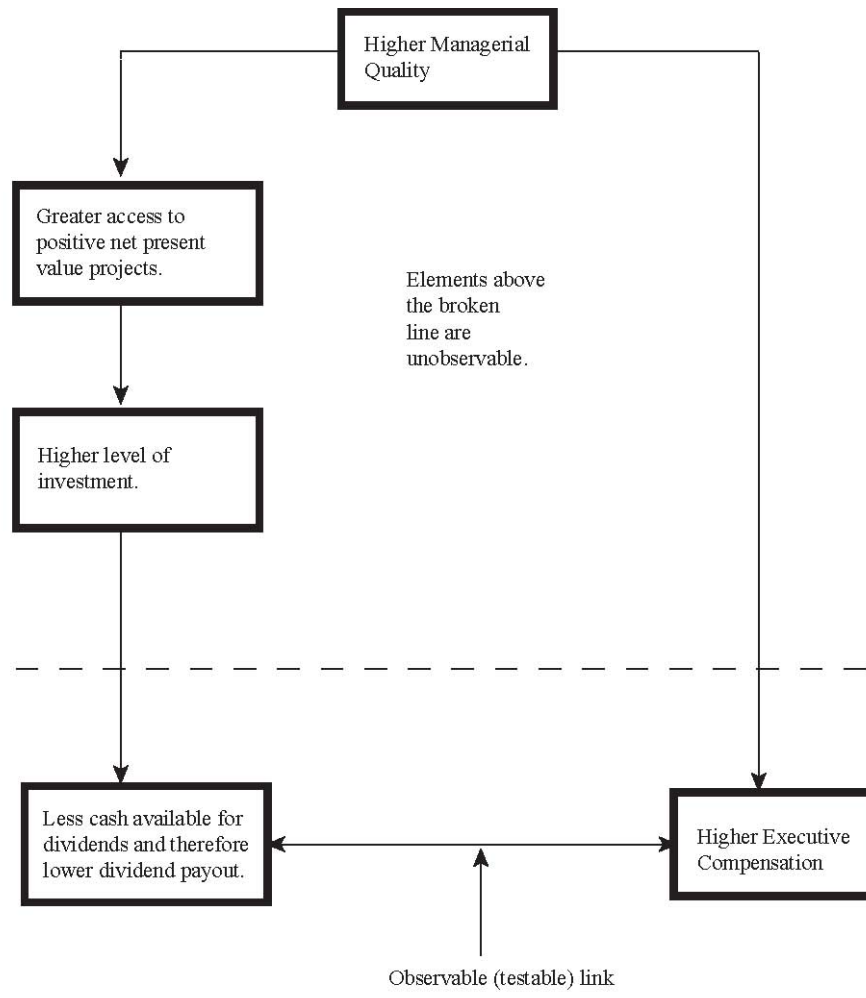 Higher Managerial
Quality
Greater access to
positive net present
value projects.
Elements above
the broken
line are
unobservable.
Higher level of
investment.
Less cash available for
dividends and therefore
lower dividend payout.
Higher Executive
Compensation
Observable (testable) link